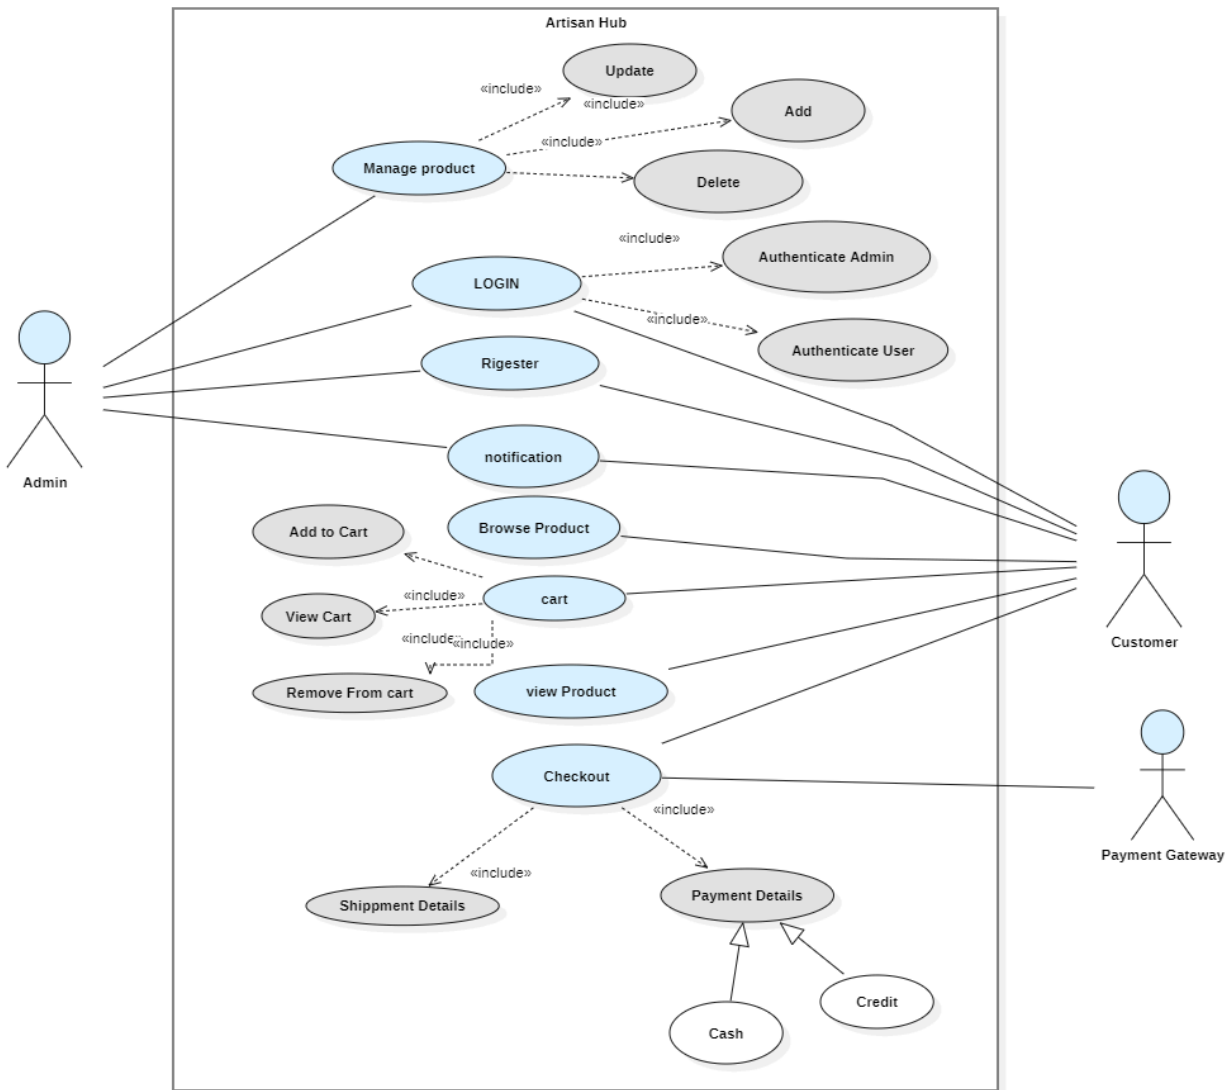 Artisan Hub
Update
«include»
«include»
Add
«include»
Manage product
Delete
«include»
Authenticate Admin
LOGIN
«include»
Authenticate User
Rigester
notification
Admin
Browse Product
Add to Cart
«include»
cart
View Cart
«include»
«include»
Customer
Remove From cart
view Product
Checkout
«include»
Payment Gateway
«include»
Payment Details
Shippment Details
Credit
Cash